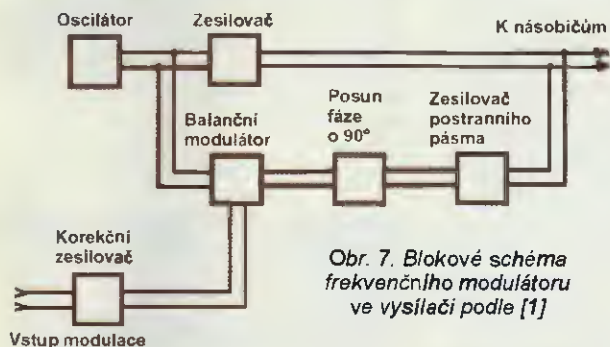 Oscilátor
Zesilovač
K násobičům
Balanční
modulátor
Posun
fáze
o 90°
Zesilovač
postranního
pásma
Korekční
zesilovač
Vstup modulace
Obr. 7. Blokové schéma
frekvenčního modulátoru
ve vysílači podle [1]